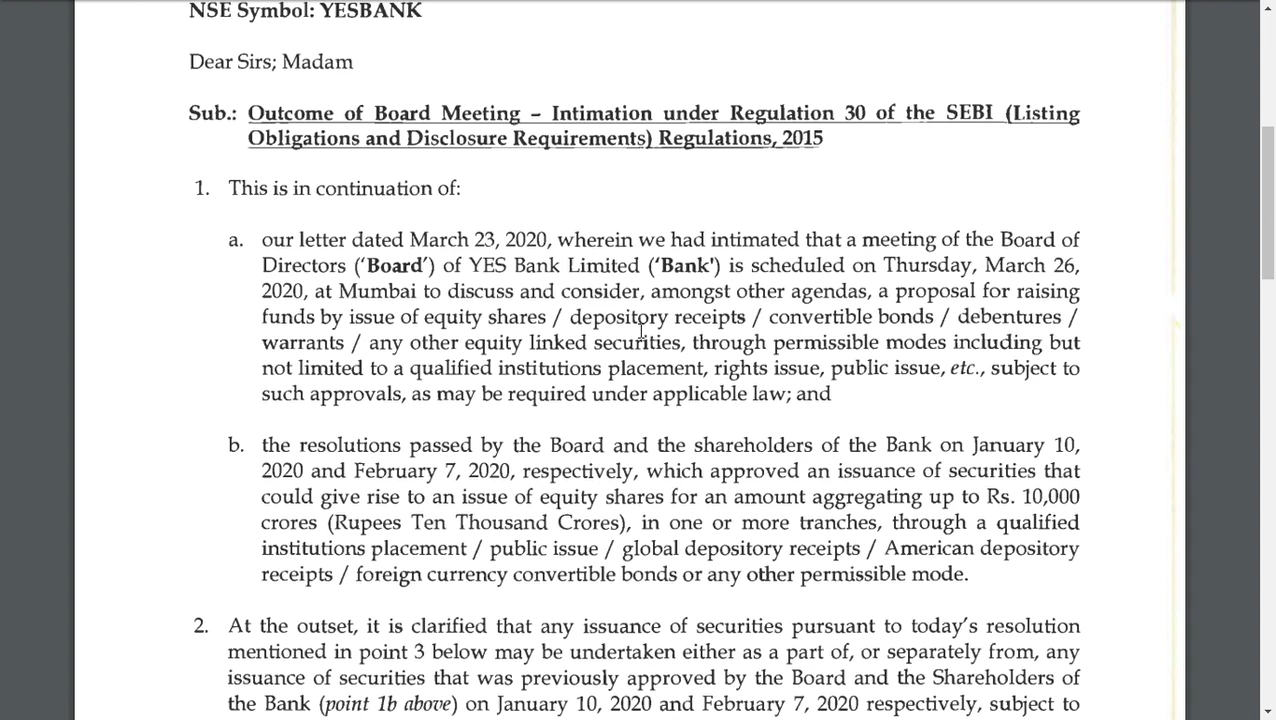 NSE Symbol: YESBANK
Dear Sirs; Madam
Sub.: Outcome of Board Meeting – Intimation under Regulation 30 of the SEBI (Listing
Obligations and Disclosure Requirements) Regulations, 2015
1. This is in continuation of:
a. our letter dated March 23, 2020, wherein we had intimated that a meeting of the Board of
Directors ('Board') of YES Bank Limited ('Bank') is scheduled on Thursday, March 26,
2020, at Mumbai to discuss and consider, amongst other agendas, a proposal for raising
funds by issue of equity shares / depository receipts / convertible bonds / debentures /
warrants / any other equity linked securities, through permissible modes including but
not limited to a qualified institutions placement, rights issue, public issue, etc., subject to
such approvals, as may be required under applicable law; and
b. the resolutions passed by the Board and the shareholders of the Bank on January 10,
2020 and February 7, 2020, respectively, which approved an issuance of securities that
could give rise to an issue of equity shares for an amount aggregating up to Rs. 10,000
crores (Rupees Ten Thousand Crores), in one or more tranches, through a qualified
institutions placement / public issue / global depository receipts / American depository
receipts / foreign currency convertible bonds or any other permissible mode.
2. At the outset, it is clarified that any issuance of securities pursuant to today's resolution
mentioned in point 3 below may be undertaken either as a part of, or separately from, any
issuance of securities that was previously approved by the Board and the Shareholders of
the Bank (point 1b above) on January 10, 2020 and February 7, 2020 respectively, subject to